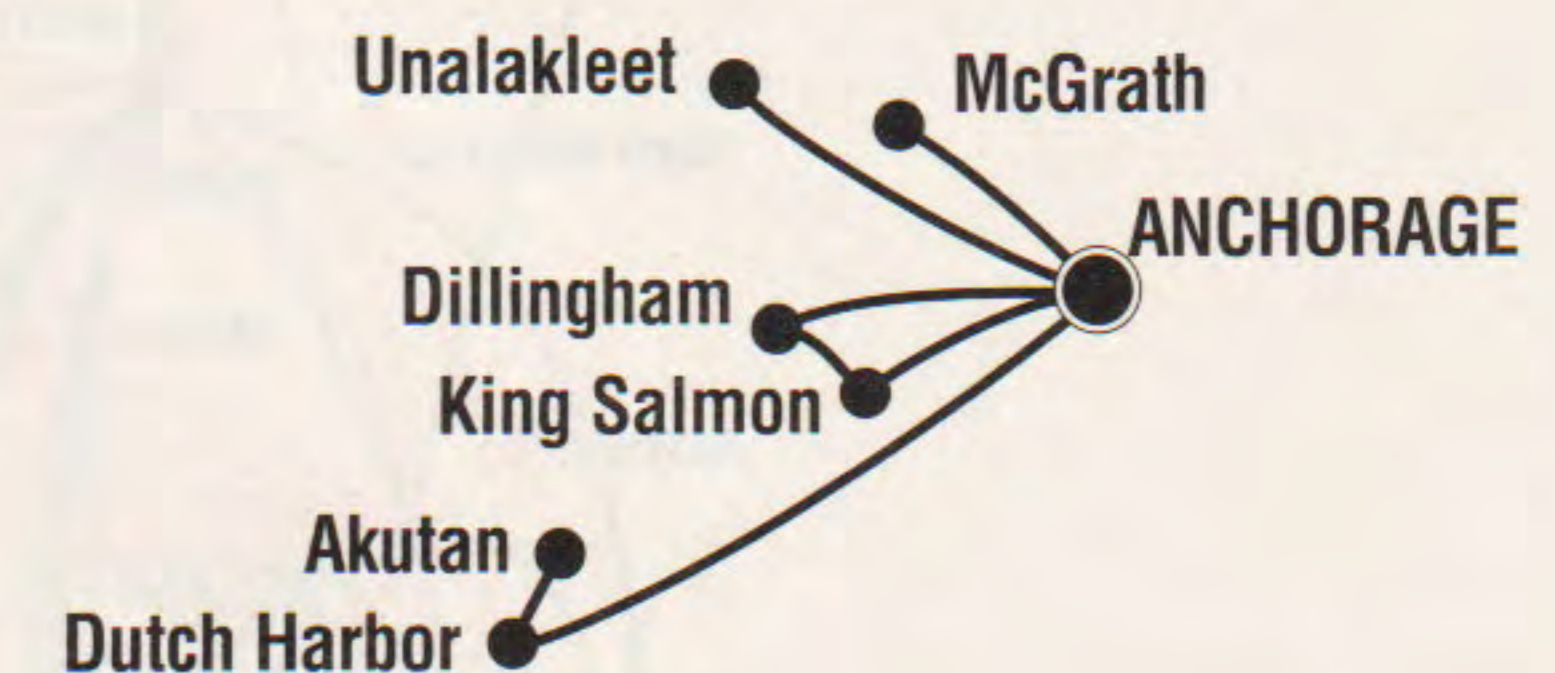 Unalakleet
McGrath
ANCHORAGE
Dillingham
King Salmon
Akutan
Dutch Harbor